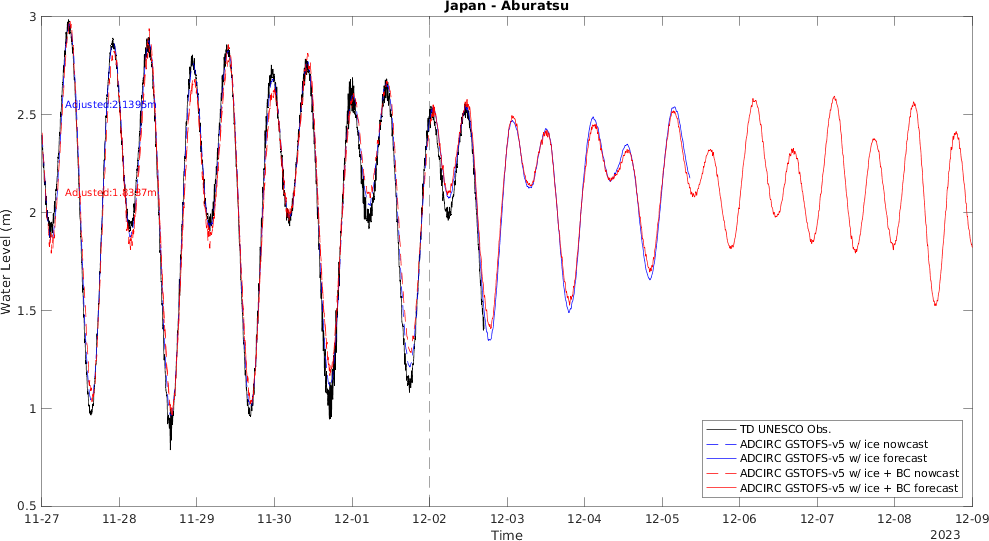 Japan - Aburatsu
3
2.5
2
1.5
1
0.5
Water Level (m)
Adjusted:2.1395m
Adjusted:1.8387m
TD UNESCO Obs.
ADCIRC GSTOFS-v5 w/ ice nowcast
ADCIRC GSTOFS-v5 w/ ice forecast
ADCIRC GSTOFS-v5 w/ ice + BC nowcast
ADCIRC GSTOFS-v5 w/ ice + BC forecast
11-27 11-28 11-29 11-30 12-01 12-02 12-03 12-04 12-05 12-06 12-07 12-08 12-09
Time
2023